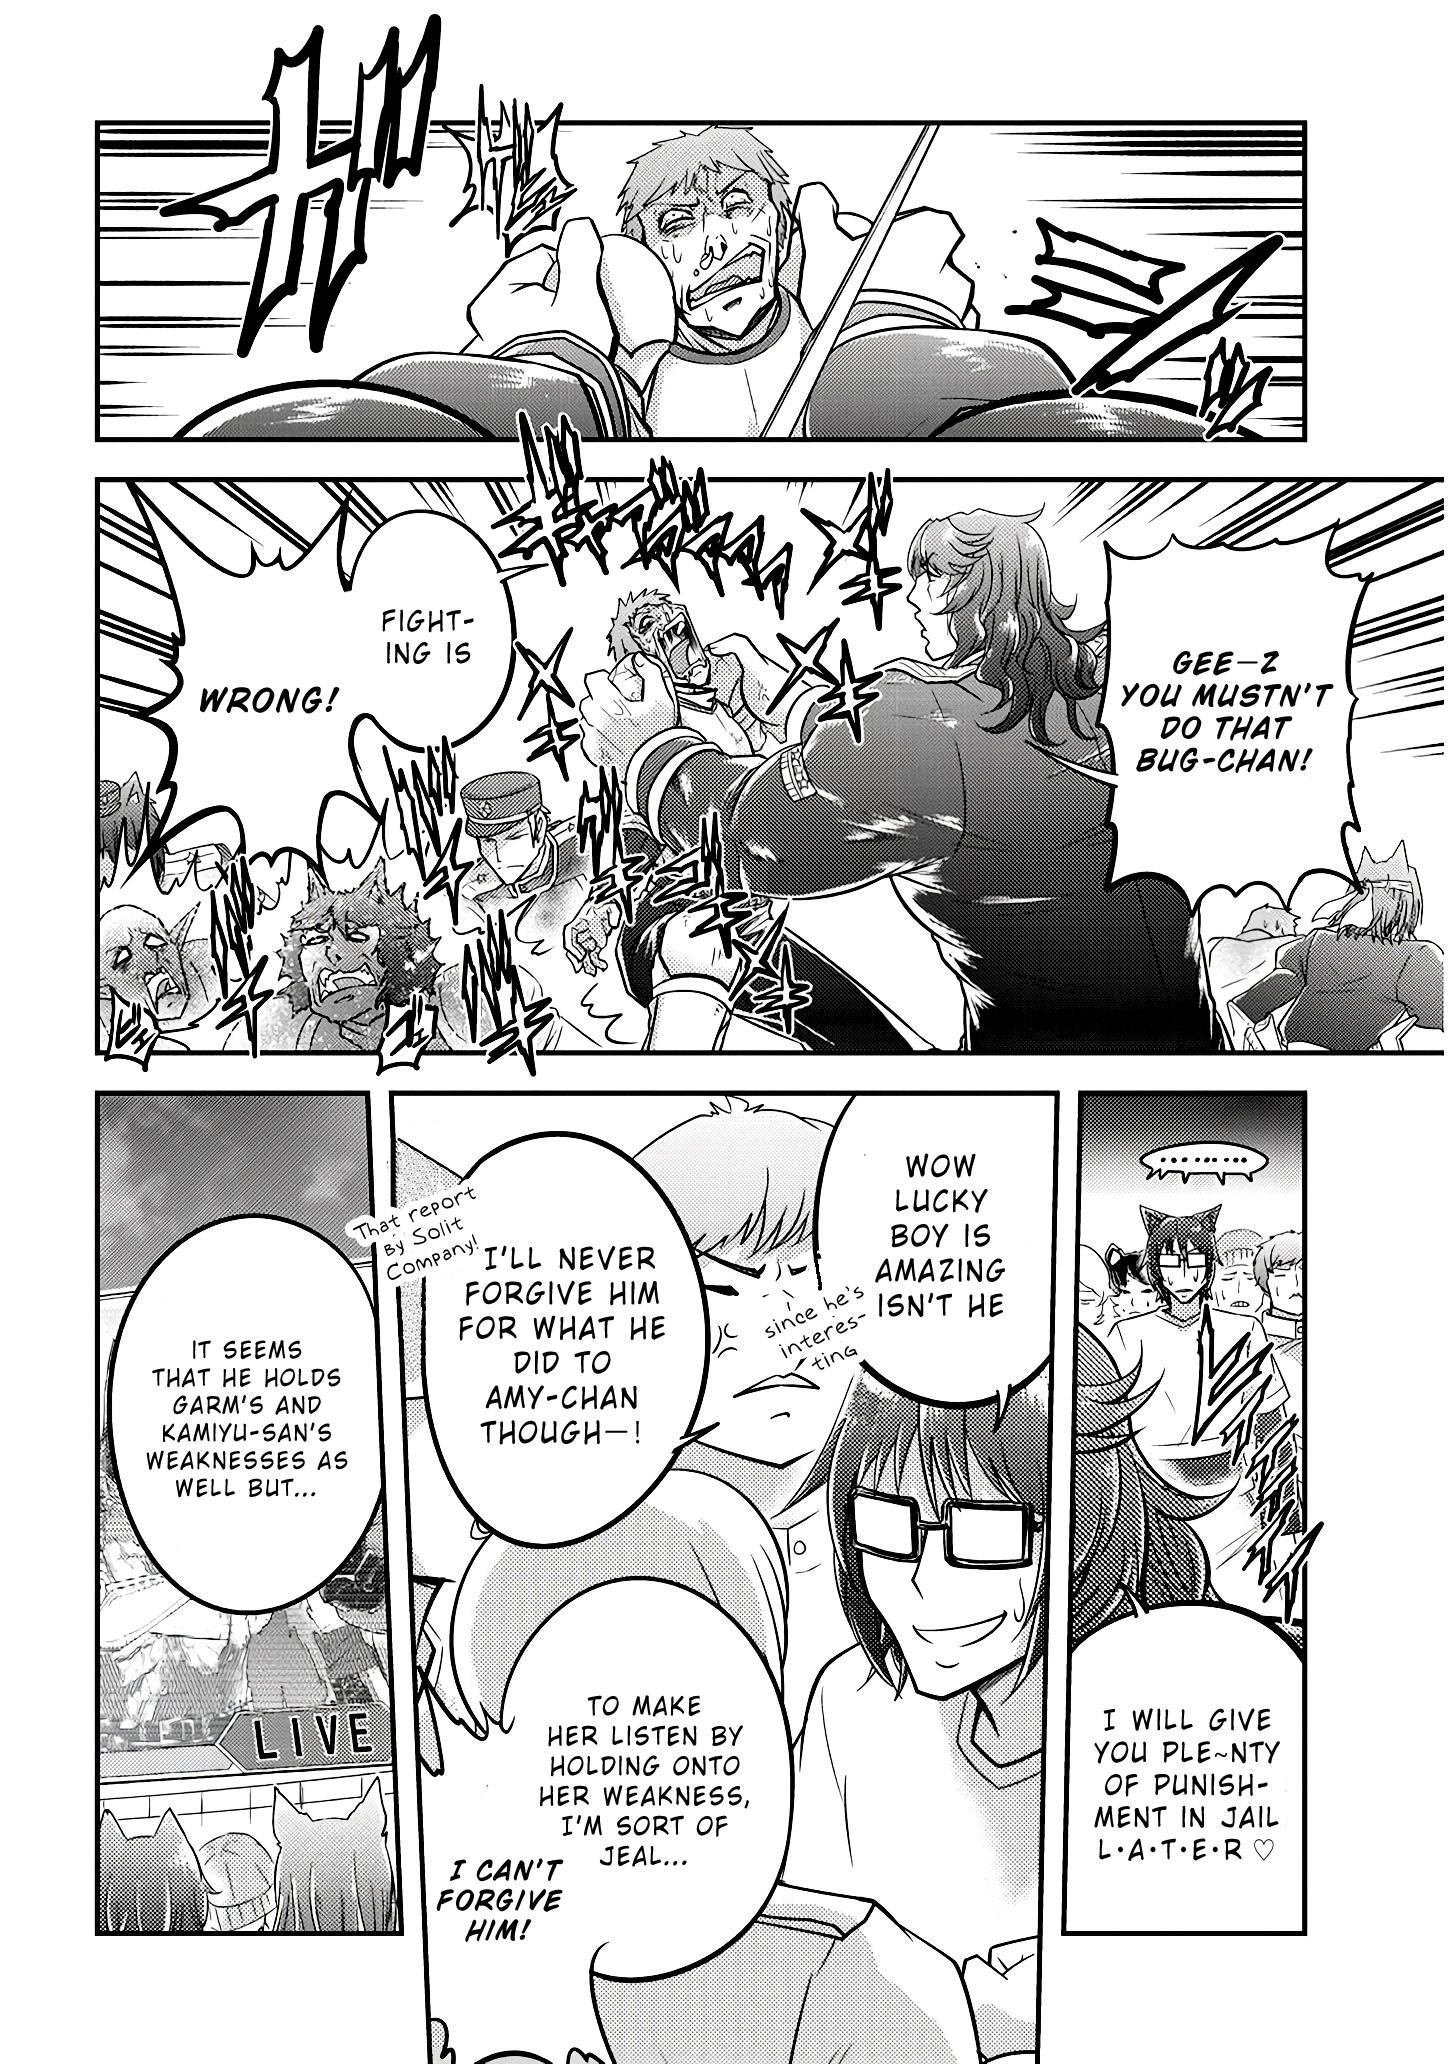 GEE-Z
YOU MUSTN'T
DO THAT
BUG-CHAN!
FIGHT-
ING IS
WRONG!
..........
I WILL GIVE
YOU PLE~NTY
OF PUNISH-
MENT IN JAIL
L•A•T•E•R ♡
WOW
LUCKY
BOY IS
AMAZING
ISN'T HE
since he's
interes-
ting
I'LL NEVER
FORGIVE HIM
FOR WHAT HE
DID TO
AMY-CHAN
THOUGH—!
That report
By Solit
Company!
TO MAKE
HER LISTEN BY
HOLDING ONTO
HER WEAKNESS,
I'M SORT OF
JEAL...
I CAN'T
FORGIVE
HIM!
IT SEEMS
THAT HE HOLDS
GARM'S AND
KAMIYU-SAN'S
WEAKNESSES AS
WELL BUT...
LIVE